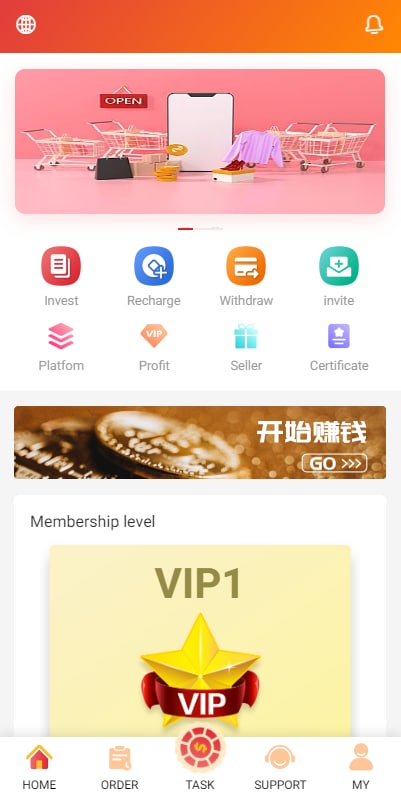 OPEN
Invest
Recharge
Withdraw
invite
VIP
Platfom
Profit
Seller
Certificate
开始赚钱
GO >>>
Membership level
VIP1
VIP
HOME
ORDER
TASK
SUPPORT
MY